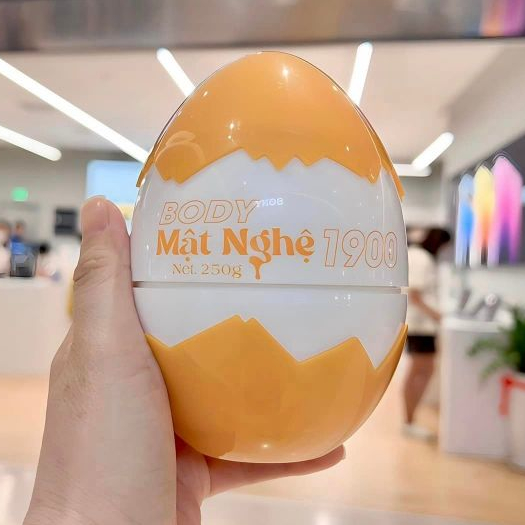 BODY
Mật Nghệ 1900
Net. 250g